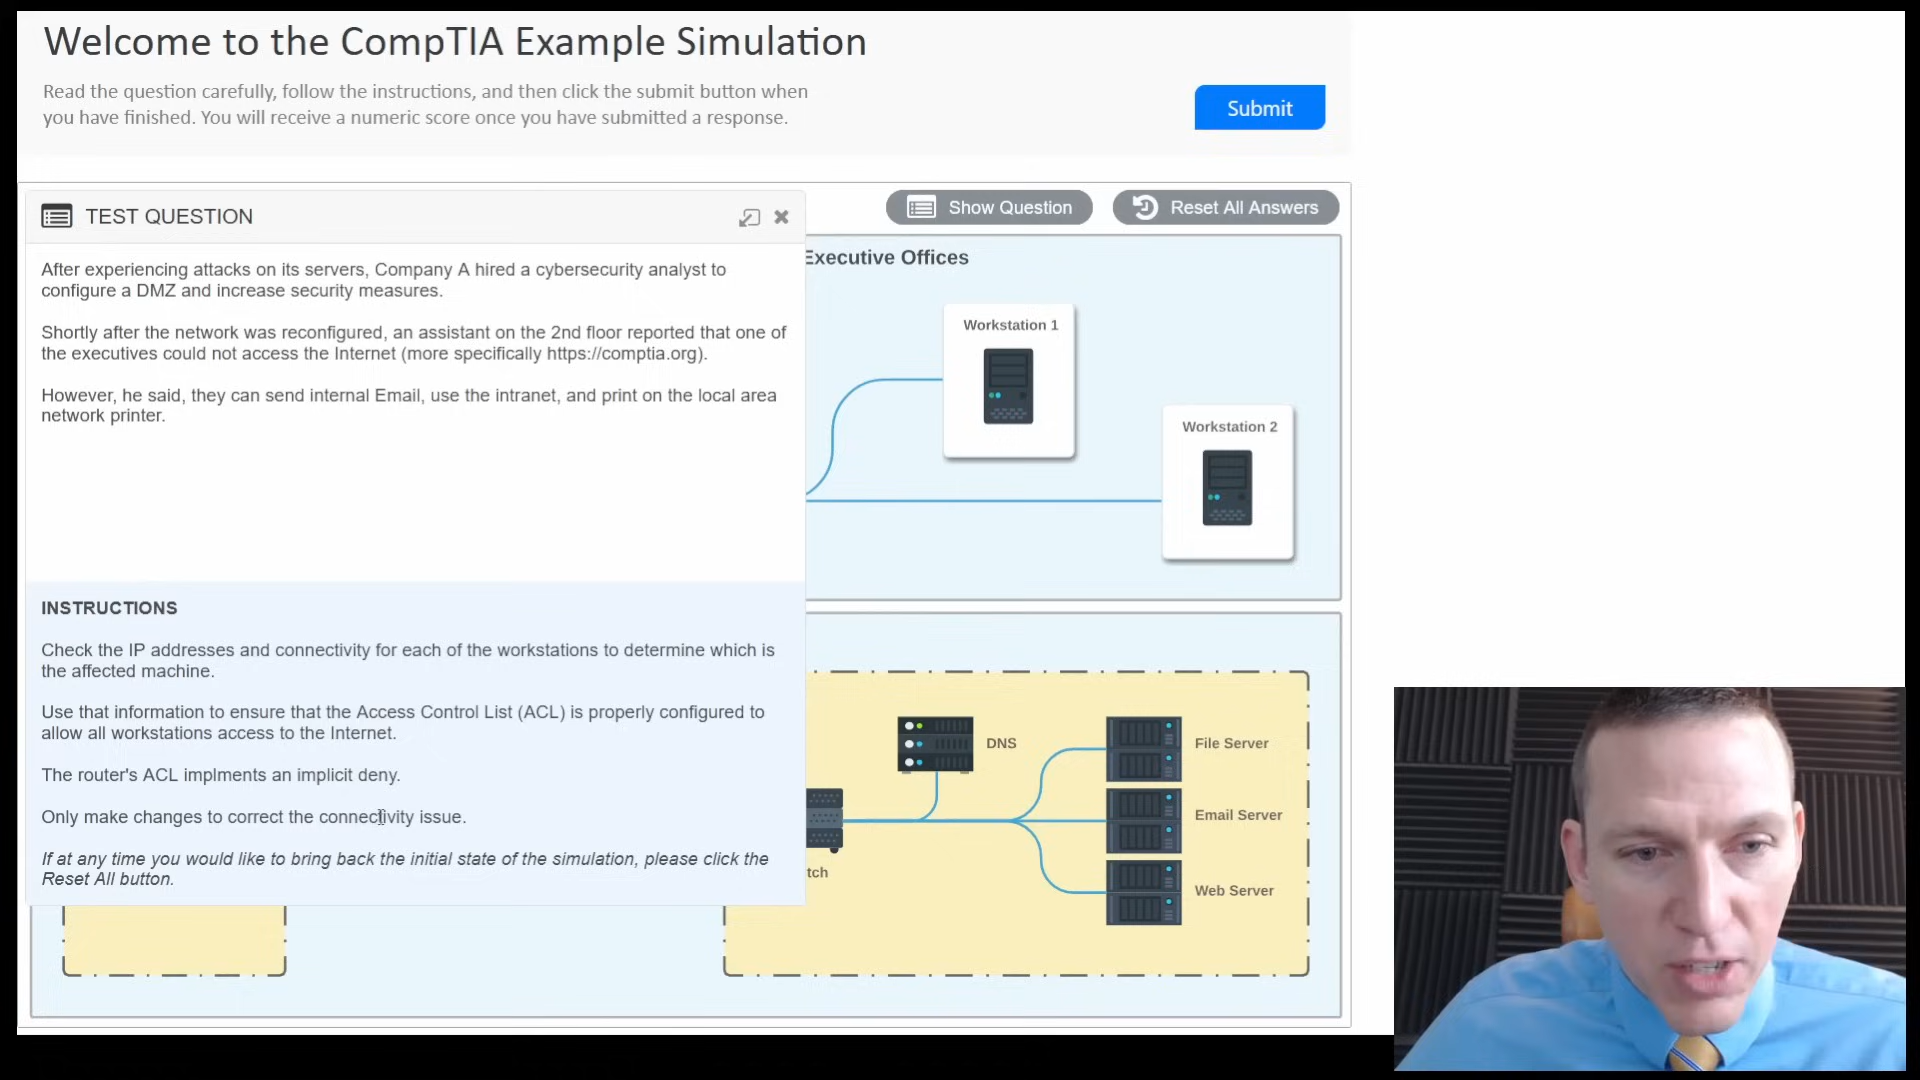 Welcome to the CompTIA Example Simulation
Read the question carefully, follow the instructions, and then click the submit button when
you have finished. You will receive a numeric score once you have submitted a response.
Submit
TEST QUESTION
Show Question
Reset All Answers
After experiencing attacks on its servers, Company A hired a cybersecurity analyst to
configure a DMZ and increase security measures.
Shortly after the network was reconfigured, an assistant on the 2nd floor reported that one of
the executives could not access the Internet (more specifically https://comptia.org).
However, he said, they can send internal Email, use the intranet, and print on the local area
network printer.
INSTRUCTIONS
Check the IP addresses and connectivity for each of the workstations to determine which is
the affected machine.
Use that information to ensure that the Access Control List (ACL) is properly configured to
allow all workstations access to the Internet.
The router's ACL implments an implicit deny.
Only make changes to correct the connectivity issue.
If at any time you would like to bring back the initial state of the simulation, please click the
Reset All button.
Executive Offices
Workstation 1
Workstation 2
DNS
File Server
Email Server
Web Server
tch